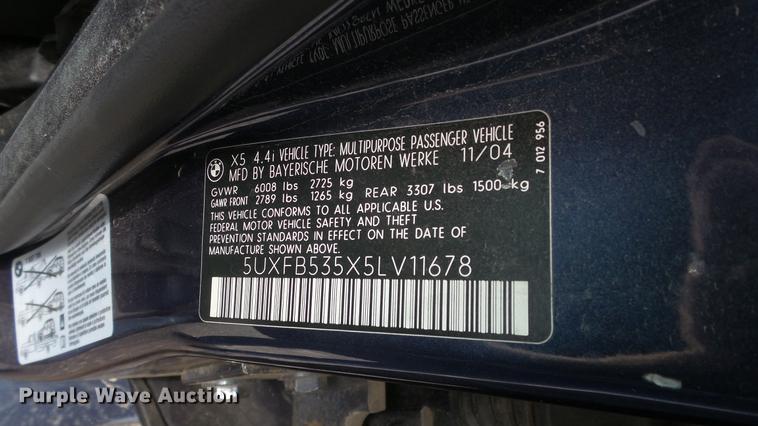 X5 4.4i VEHICLE TYPE: MULTIPURPOSE PASSENGER VEHICLE
MFD BY BAYERISCHE MOTOREN WERKE 11/04
GVWR 6008 lbs 2725 kg
GAWR FRONT 2789 lbs 1265 kg REAR 3307 lbs 1500 kg
THIS VEHICLE CONFORMS TO ALL APPLICABLE U.S.
FEDERAL MOTOR VEHICLE SAFETY AND THEFT
PREVENTION STANDARDS IN EFFECT ON THE DATE OF
MANUFACTURE SHOWN ABOVE.
5UXFB535X5LV11678
7 012 956
Purple Wave Auction